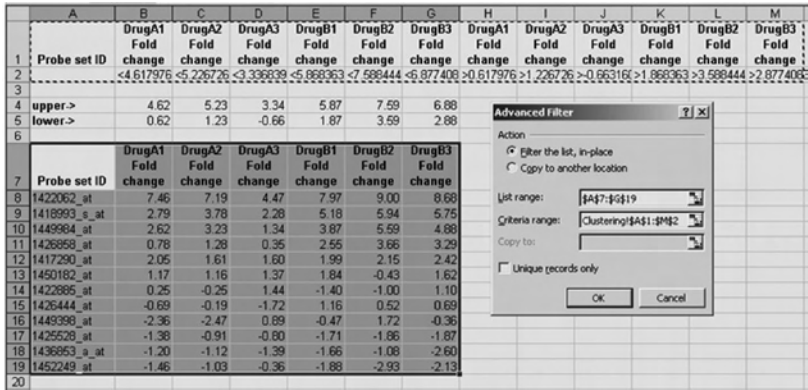 A B C D E F G H I J K L M
1 Probe set ID DrugA1 Fold change DrugA2 Fold change DrugA3 Fold change DrugB1 Fold change DrugB2 Fold change DrugB3 Fold change DrugA1 Fold change DrugA2 Fold change DrugA3 Fold change DrugB1 Fold change DrugB2 Fold change DrugB3 Fold change
2 <4.617976 <5.226726 <3.336839 <5.868363 <7.588444 <6.877408 >0.617976 >1.226726 >-0.66316( >1.868363 >3.588444 >2.877408
3
4 upper-> 4.62 5.23 3.34 5.87 7.59 6.88
5 lower-> 0.62 1.23 -0.66 1.87 3.59 2.88
6
7 Probe set ID DrugA1 Fold change DrugA2 Fold change DrugA3 Fold change DrugB1 Fold change DrugB2 Fold change DrugB3 Fold change
8 1422062_at 7.46 7.19 4.47 7.97 9.00 8.68
9 1418993_s_at 2.79 3.78 2.28 5.18 5.94 5.75
10 1449984_at 2.62 3.23 1.34 3.87 5.59 4.88
11 1426858_at 0.78 1.28 0.35 2.55 3.66 3.29
12 1417290_at 2.05 1.61 1.60 1.99 2.15 2.42
13 1450182_at 1.17 1.16 1.37 1.84 -0.43 1.62
14 1422885_at 0.25 -0.25 1.44 -1.40 -1.00 1.10
15 1426444_at -0.69 -0.19 -1.72 1.16 0.52 0.69
16 1449398_at -2.36 -2.47 0.89 -0.47 1.72 -0.36
17 1425528_at -1.38 -0.91 -0.80 -1.71 -1.86 -1.87
18 1436853_a_at -1.20 -1.12 -1.39 -1.66 -1.08 -2.60
19 1452249_at -1.46 -1.03 -0.36 -1.88 -2.93 -2.13
20
Advanced Filter ? X
Action
Filter the list, in-place
Copy to another location
List range: $A$7:$G$19
Criteria range: Clustering!$A$1:$M$2
Copy to:
Unique records only
OK Cancel